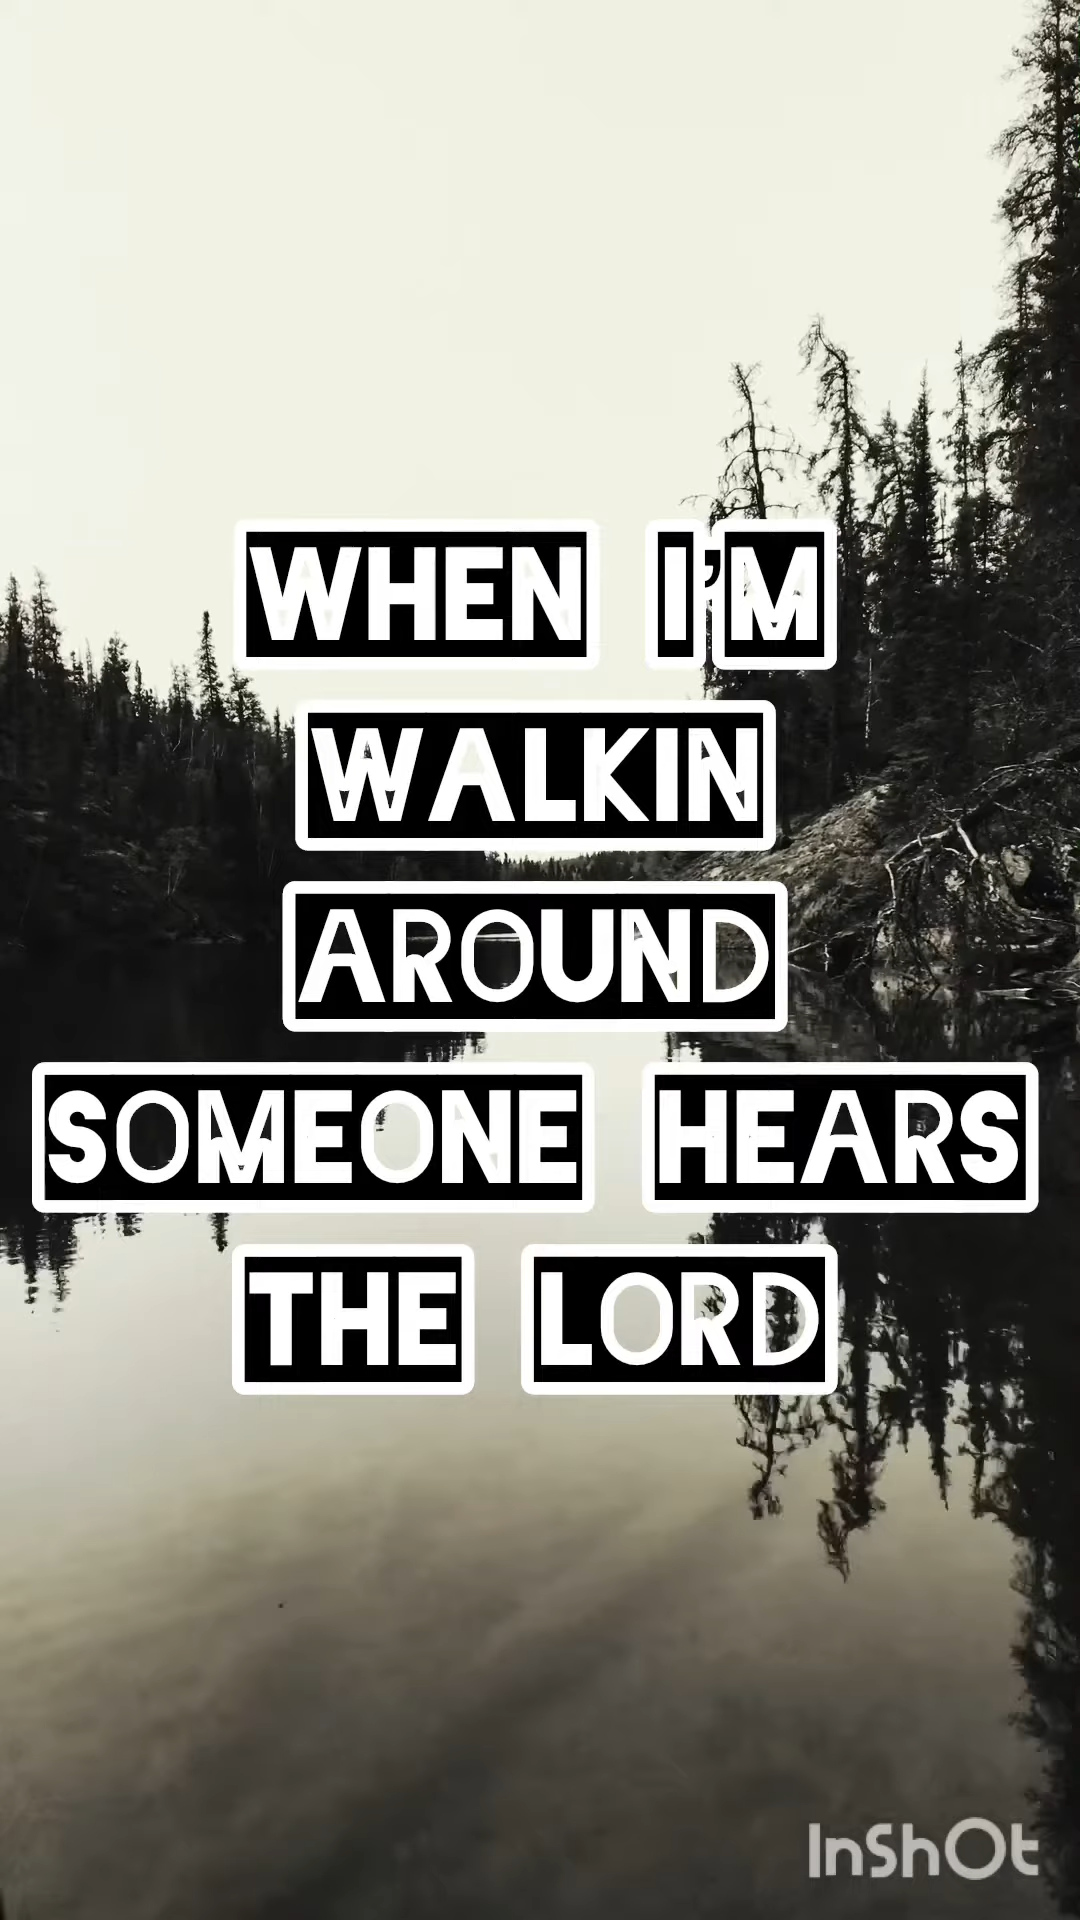 WHEN I'M
WALKIN
AROUND
SOMEONE HEARS
THE LORD
InShOt